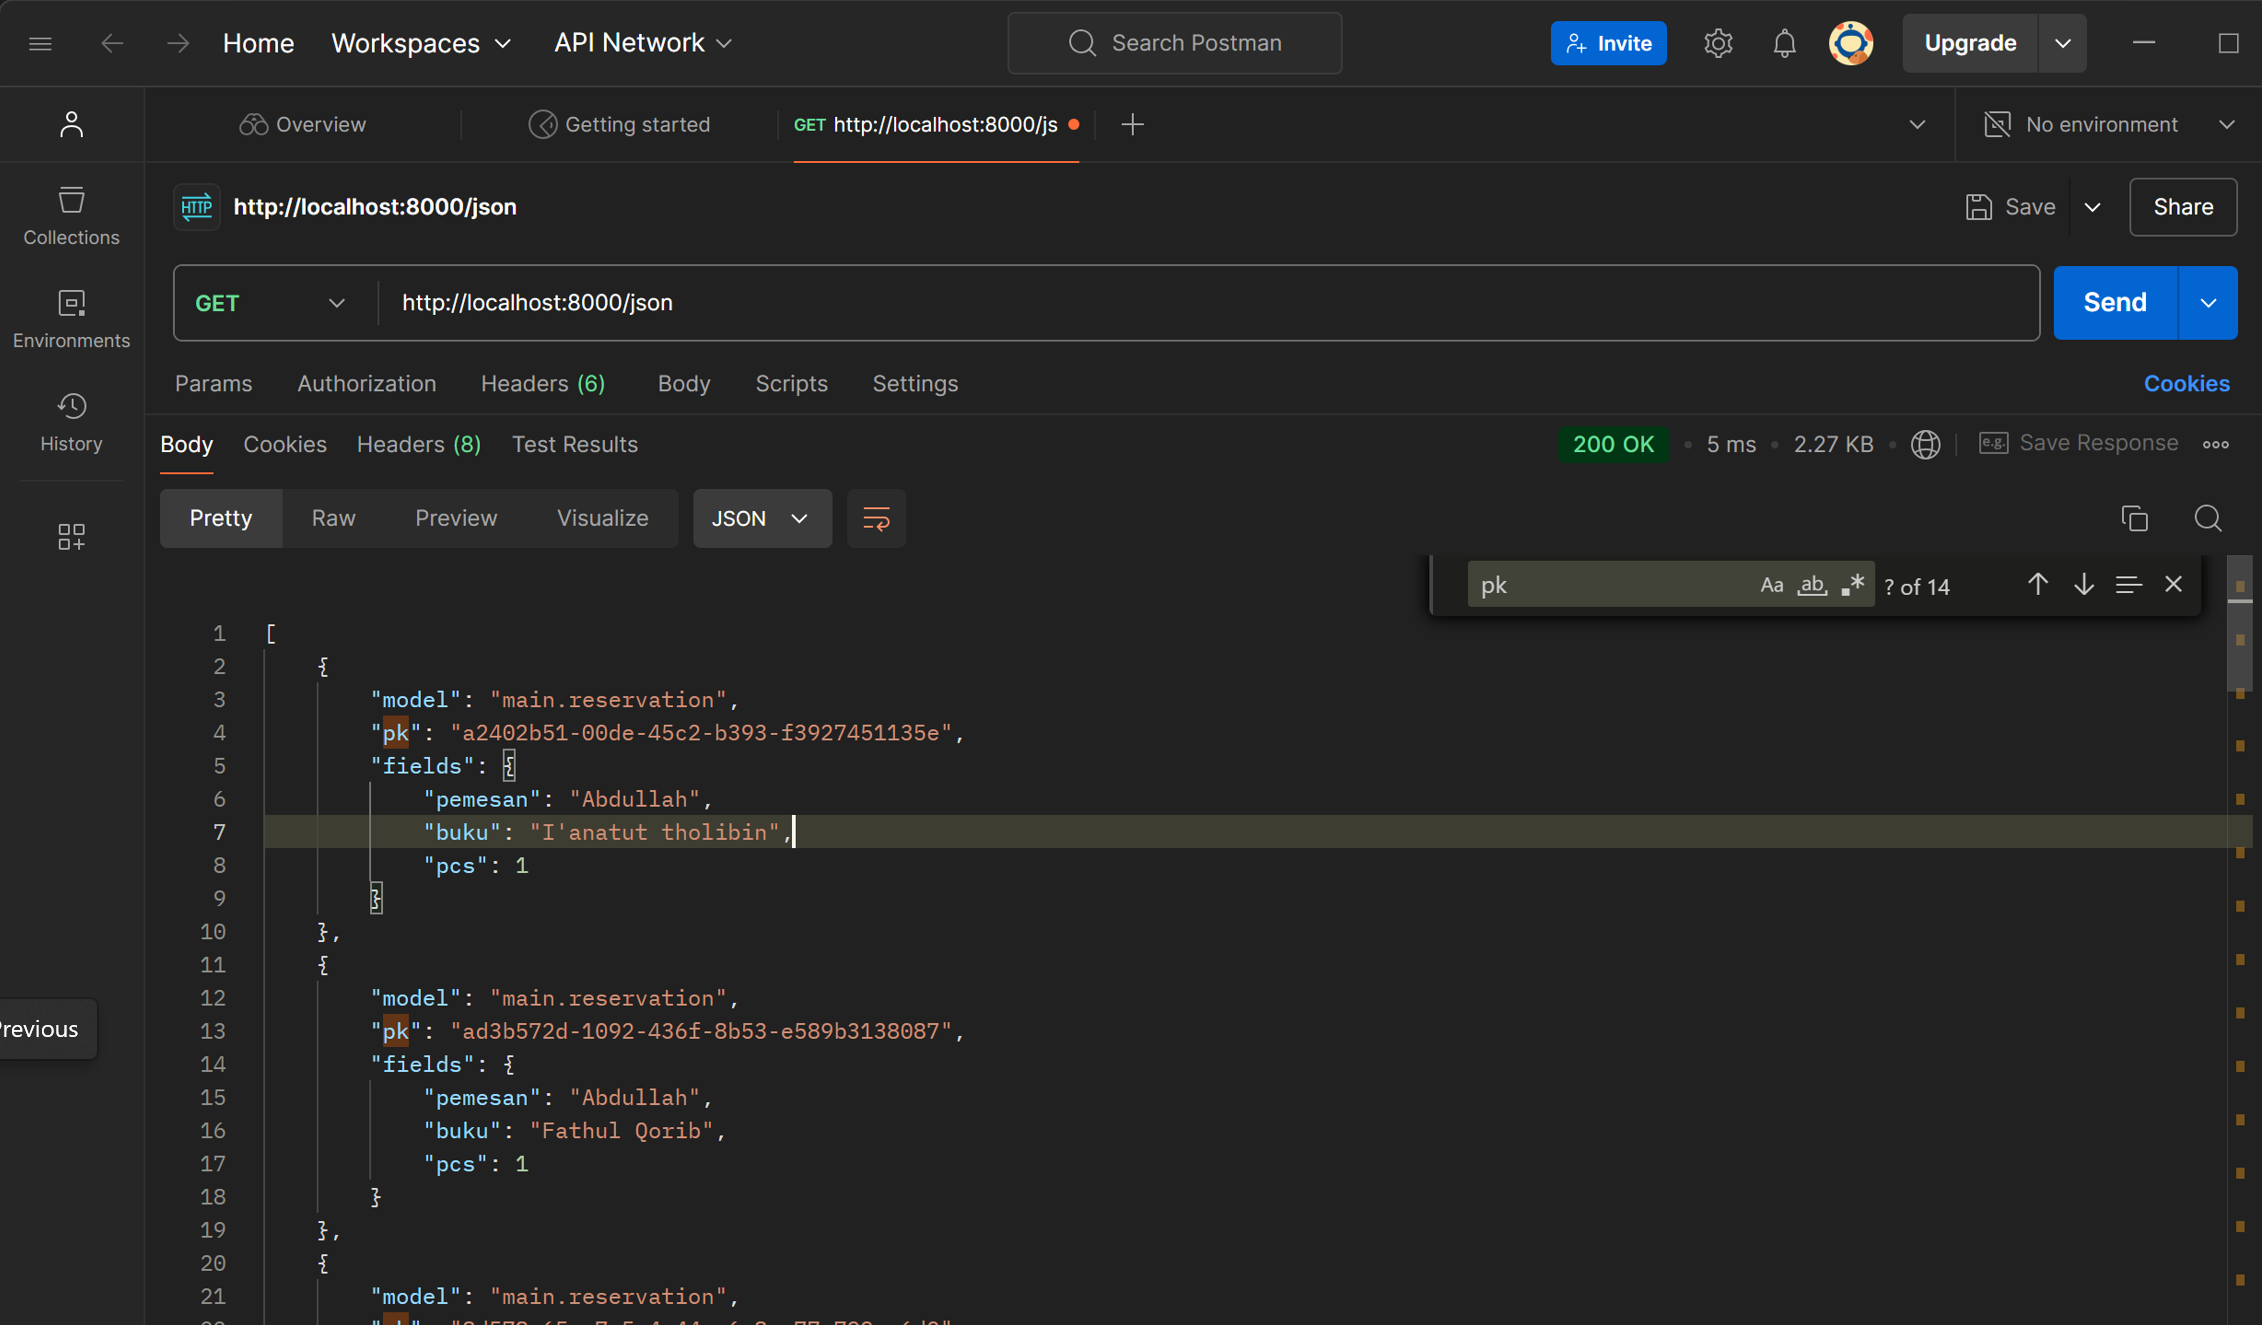 Home Workspaces API Network Search Postman Invite Upgrade
Overview Getting started GET http://localhost:8000/js No environment
HTTP http://localhost:8000/json Save Share
Collections
GET http://localhost:8000/json Send
Environments
Params Authorization Headers (6) Body Scripts Settings Cookies
History
Body Cookies Headers (8) Test Results 200 OK 5 ms 2.27 KB e.g. Save Response
Pretty Raw Preview Visualize JSON
pk Aa ab .* ? of 14
1 [
2 {
3 "model": "main.reservation",
4 "pk": "a2402b51-00de-45c2-b393-f3927451135e",
5 "fields": {
6 "pemesan": "Abdullah",
7 "buku": "I'anatut tholibin",
8 "pcs": 1
9 }
10 },
11 {
12 "model": "main.reservation",
13 "pk": "ad3b572d-1092-436f-8b53-e589b3138087",
revious
14 "fields": {
15 "pemesan": "Abdullah",
16 "buku": "Fathul Qorib",
17 "pcs": 1
18 }
19 },
20 {
21 "model": "main.reservation",